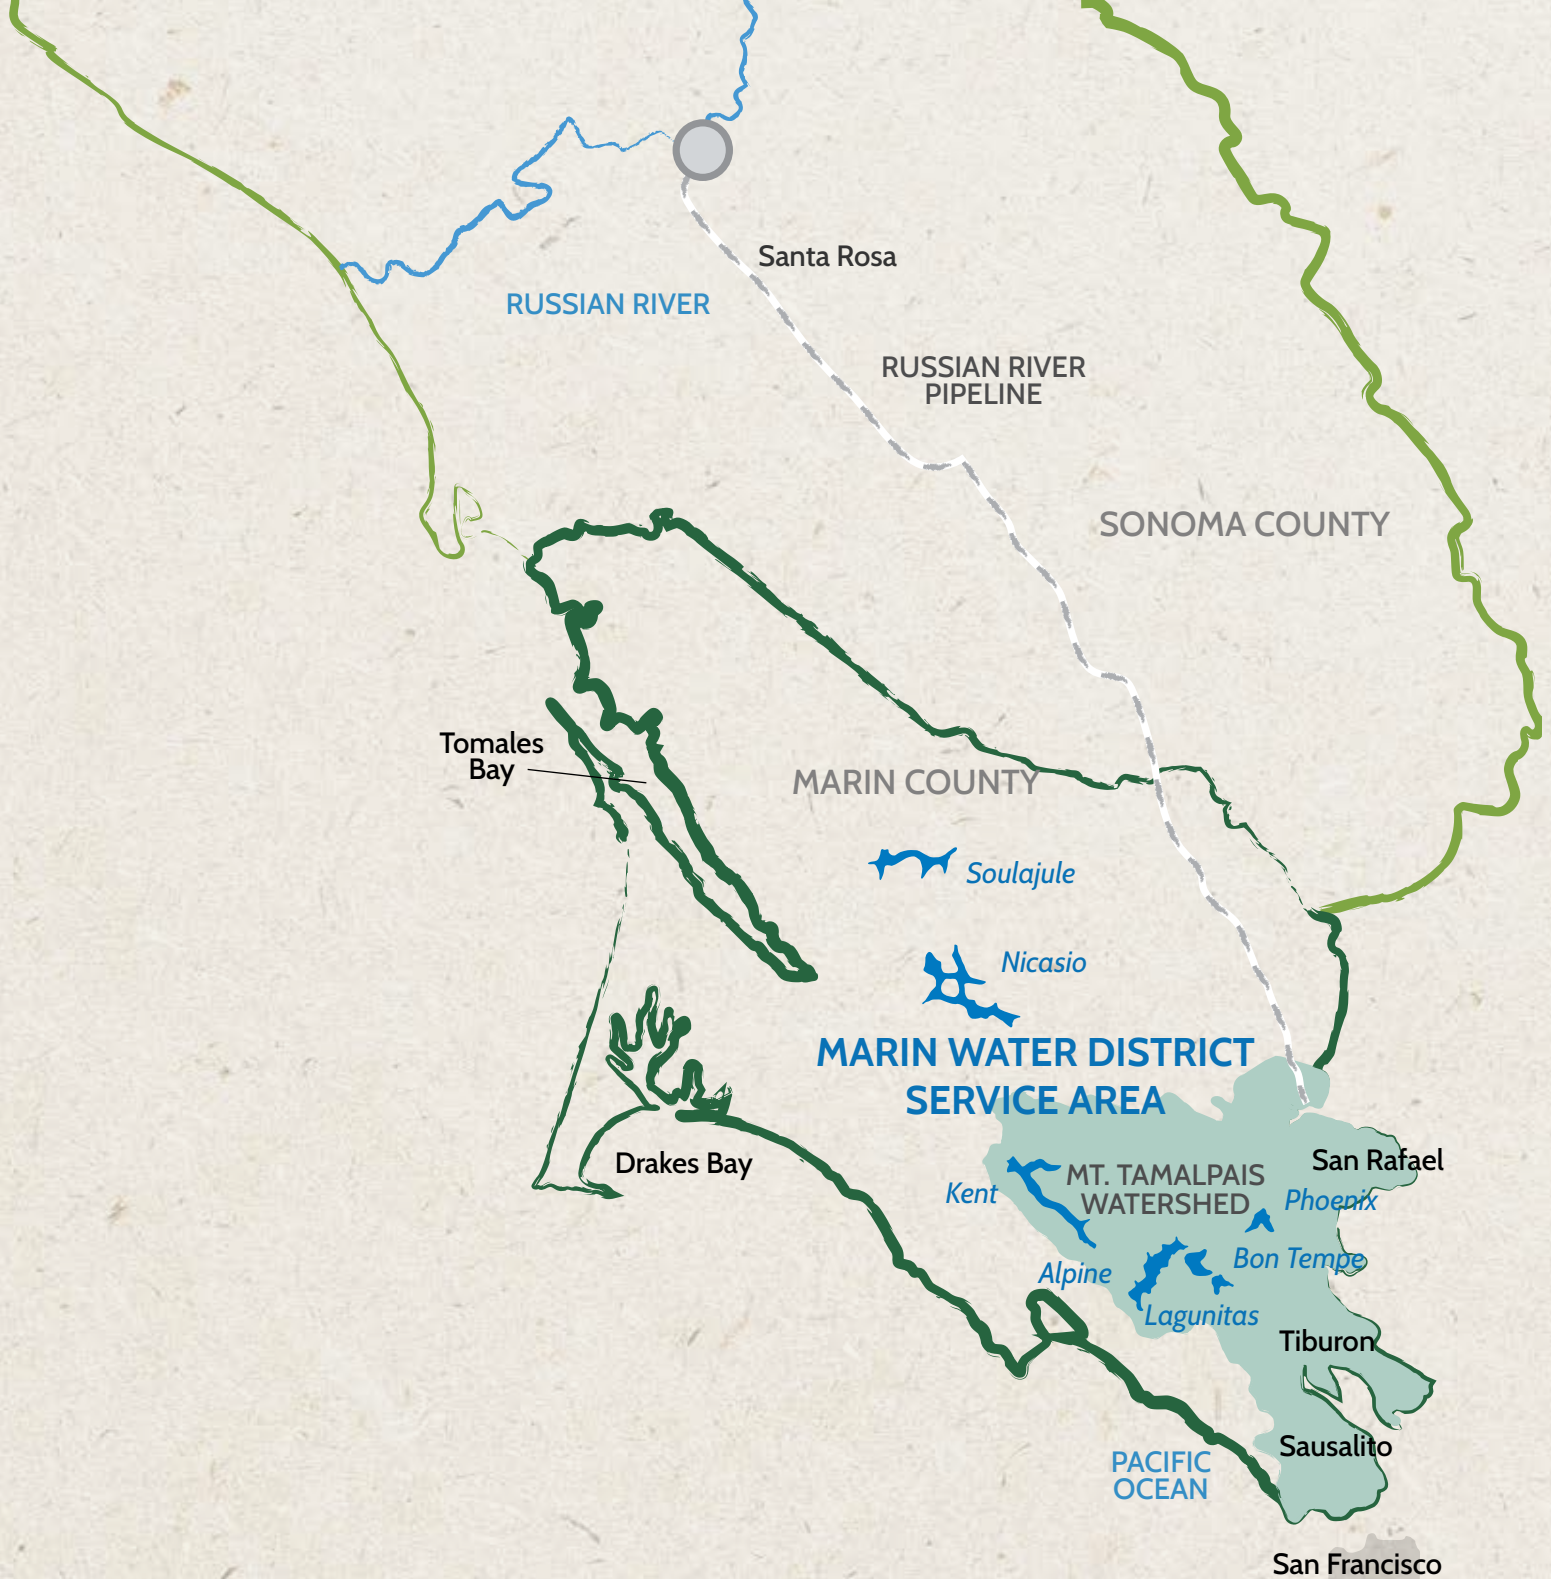 Santa Rosa
RUSSIAN RIVER
RUSSIAN RIVER
PIPELINE
SONOMA COUNTY
Tomales
Bay
MARIN COUNTY
Soulajule
Nicasio
MARIN WATER DISTRICT
SERVICE AREA
Drakes Bay
San Rafael
MT. TAMALPAIS
WATERSHED
Kent
Phoenix
Bon Tempe
Alpine
Lagunitas
Tiburon
Sausalito
PACIFIC
OCEAN
San Francisco